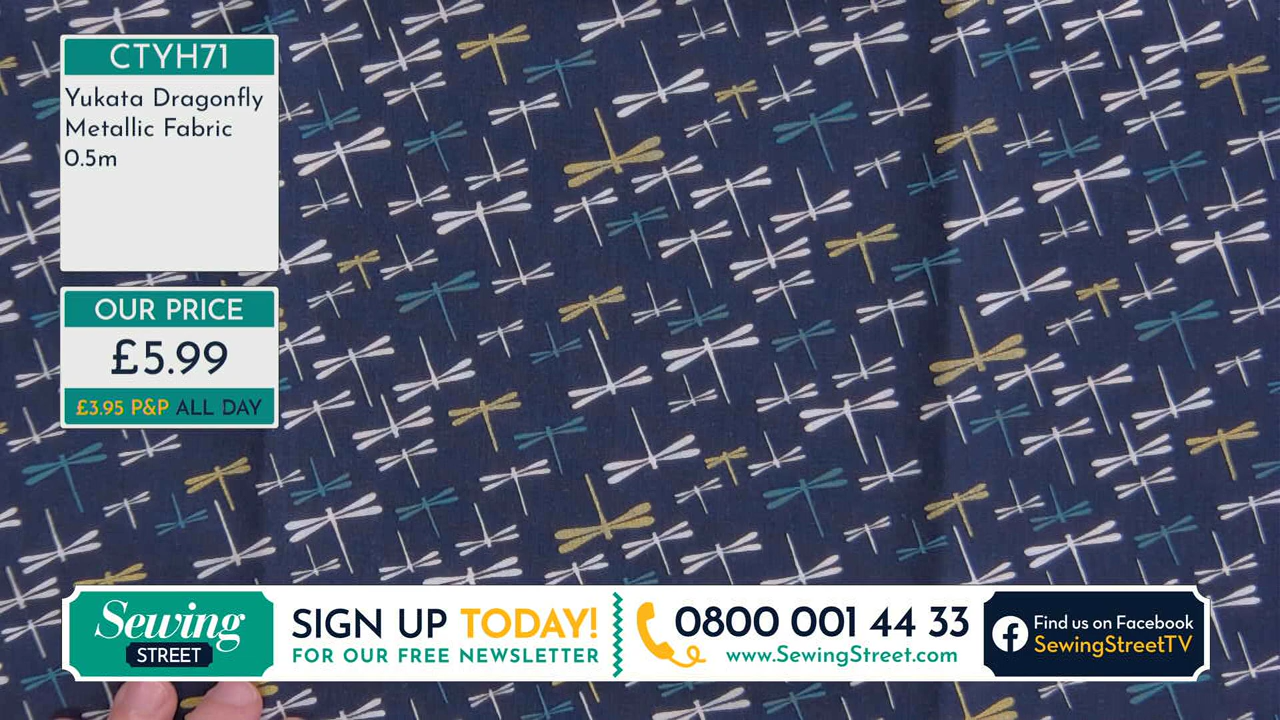 CTYH71
Yukata Dragonfly
Metallic Fabric
0.5m
OUR PRICE
£5.99
£3.95 P&P ALL DAY
Sewing
STREET
SIGN UP TODAY!
FOR OUR FREE NEWSLETTER
0800 001 44 33
www.SewingStreet.com
Find us on Facebook
SewingStreetTV